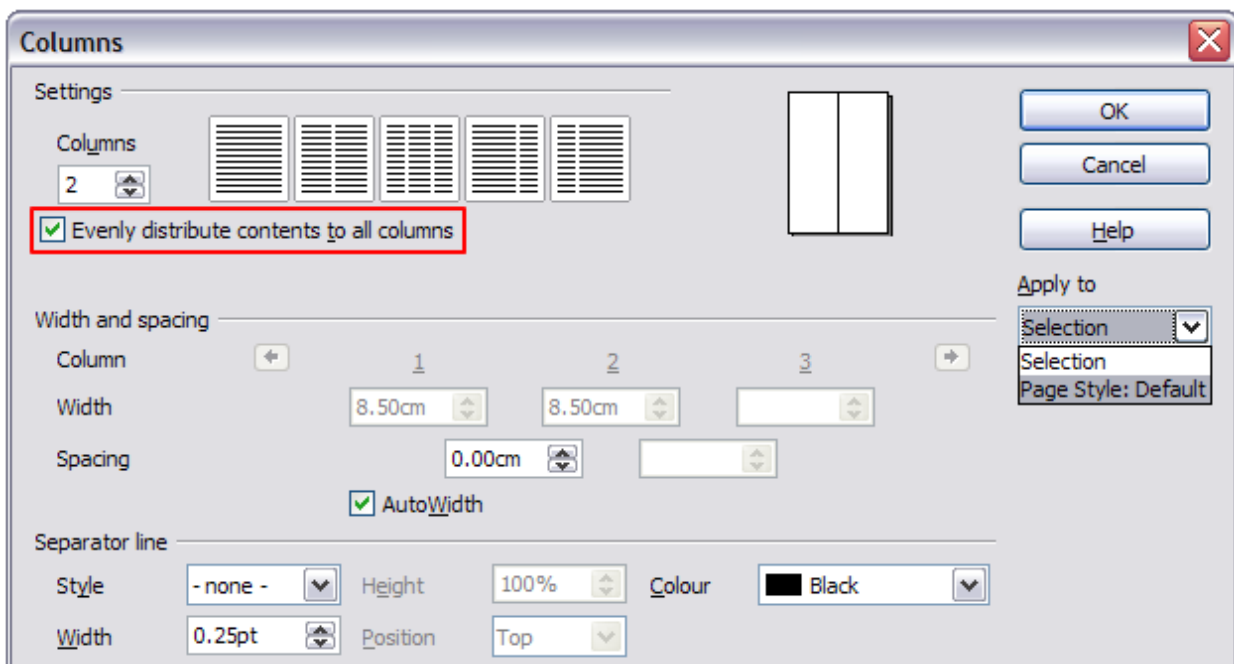 Columns
Settings
Columns
2
Evenly distribute contents to all columns
OK
Cancel
Help
Apply to
Selection
Selection
Page Style: Default
Width and spacing
Column 1 2 3
Width 8.50cm 8.50cm
Spacing 0.00cm
AutoWidth
Separator line
Style - none - Height 100% Colour Black
Width 0.25pt Position Top